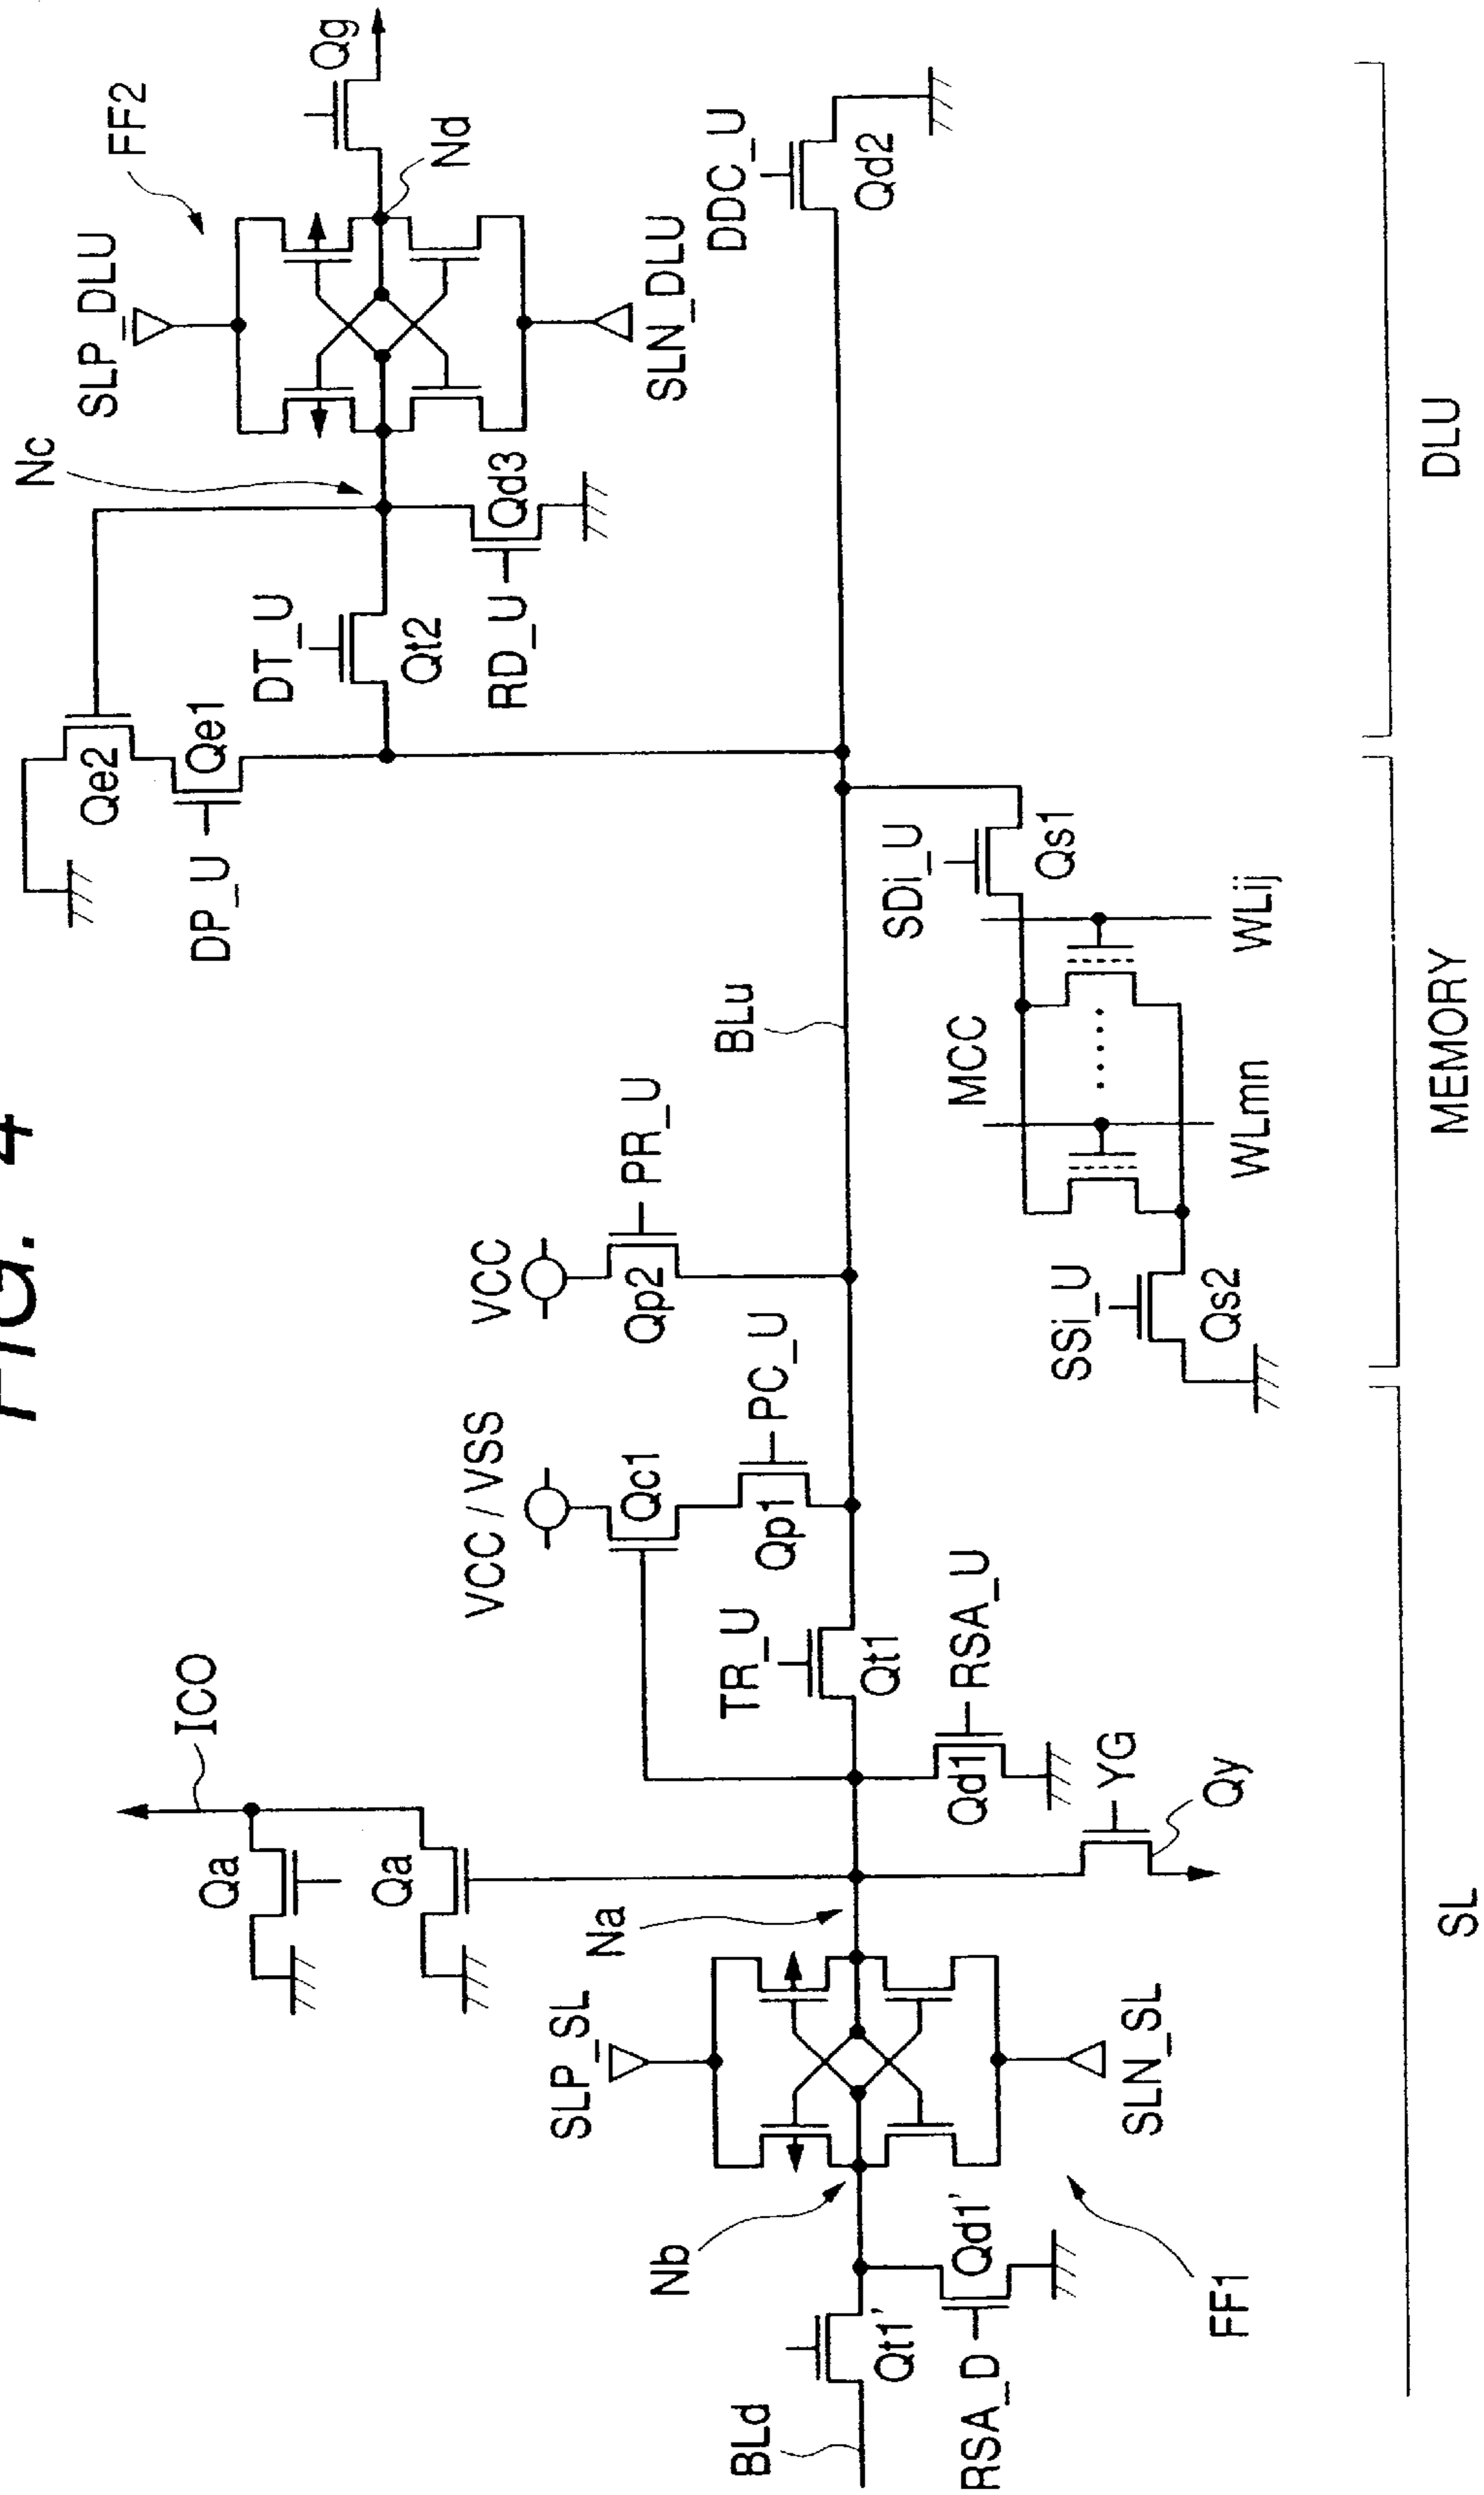 FIG. 4
Nc
FF2
SLP_DLU
Qg
Nd
Qe2
Qe1
DP_U
DT_U
Qt2
RD_U
Qd3
SLN_DLU
DDC_U
Qd2
ICO
Qa
Qa
VCC / VSS
Qc1
PC_U
Qp1
VCC
Qp2
PR_U
BLu
SLP_SL
Na
TR_U
Qt1
RSA_U
Qd1
YG
Qy
Nb
BLd
Qt1'
RSA_D
Qd1'
SLN_SL
FF1
SDi_U
Qs1
MCC
SSi_U
Qs2
WLmn
WLij
SL
MEMORY
DLU